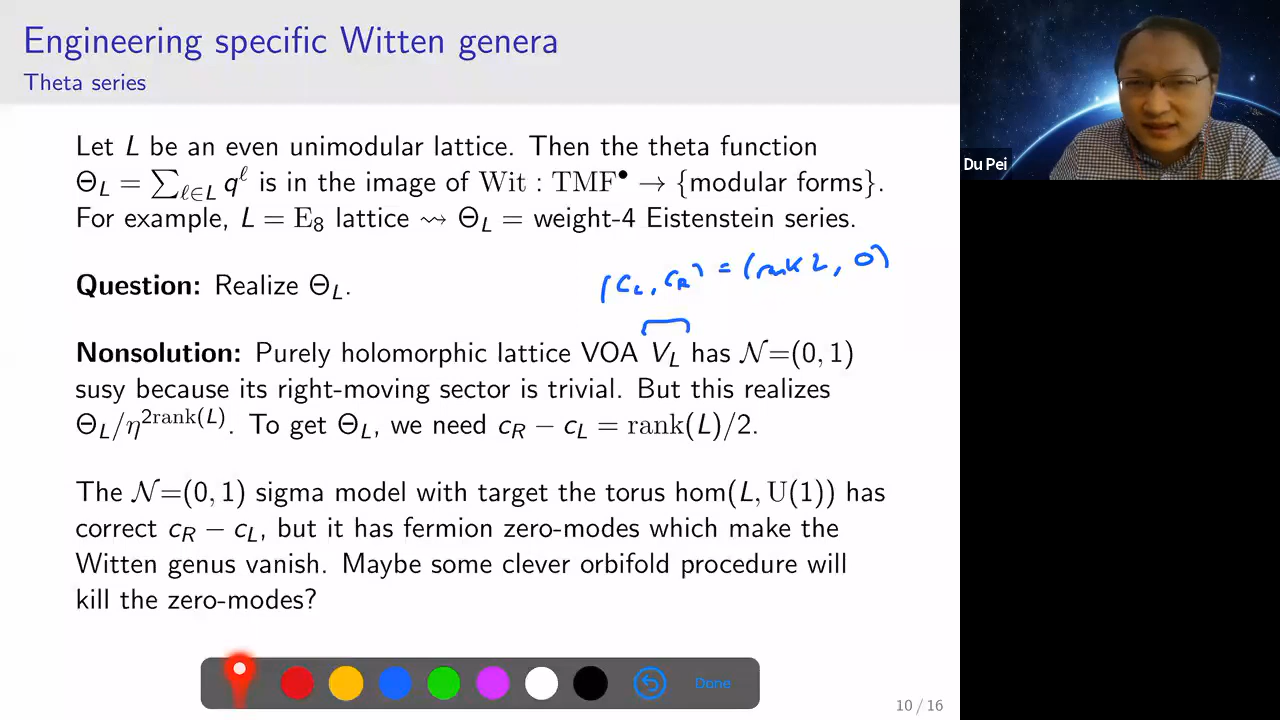 Engineering specific Witten genera
Theta series
Du Pei
Let L be an even unimodular lattice. Then the theta function
Θ_L = ∑_{ℓ∈L} q^ℓ is in the image of Wit : TMF^• → {modular forms}.
For example, L = E₈ lattice ⇝ Θ_L = weight-4 Eistenstein series.
(c_L, c_R) = (rank L, 0)
Question: Realize Θ_L.
Nonsolution: Purely holomorphic lattice VOA V_L has 𝒩=(0, 1)
susy because its right-moving sector is trivial. But this realizes
Θ_L/η^{2rank(L)}. To get Θ_L, we need c_R − c_L = rank(L)/2.
The 𝒩=(0, 1) sigma model with target the torus hom(L, U(1)) has
correct c_R − c_L, but it has fermion zero-modes which make the
Witten genus vanish. Maybe some clever orbifold procedure will
kill the zero-modes?
Done
10 / 16